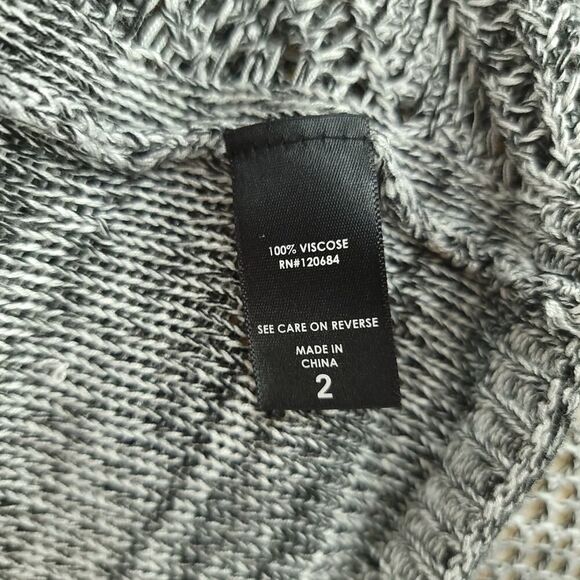 100% VISCOSE
RN#120684
SEE CARE ON REVERSE
MADE IN
CHINA
2